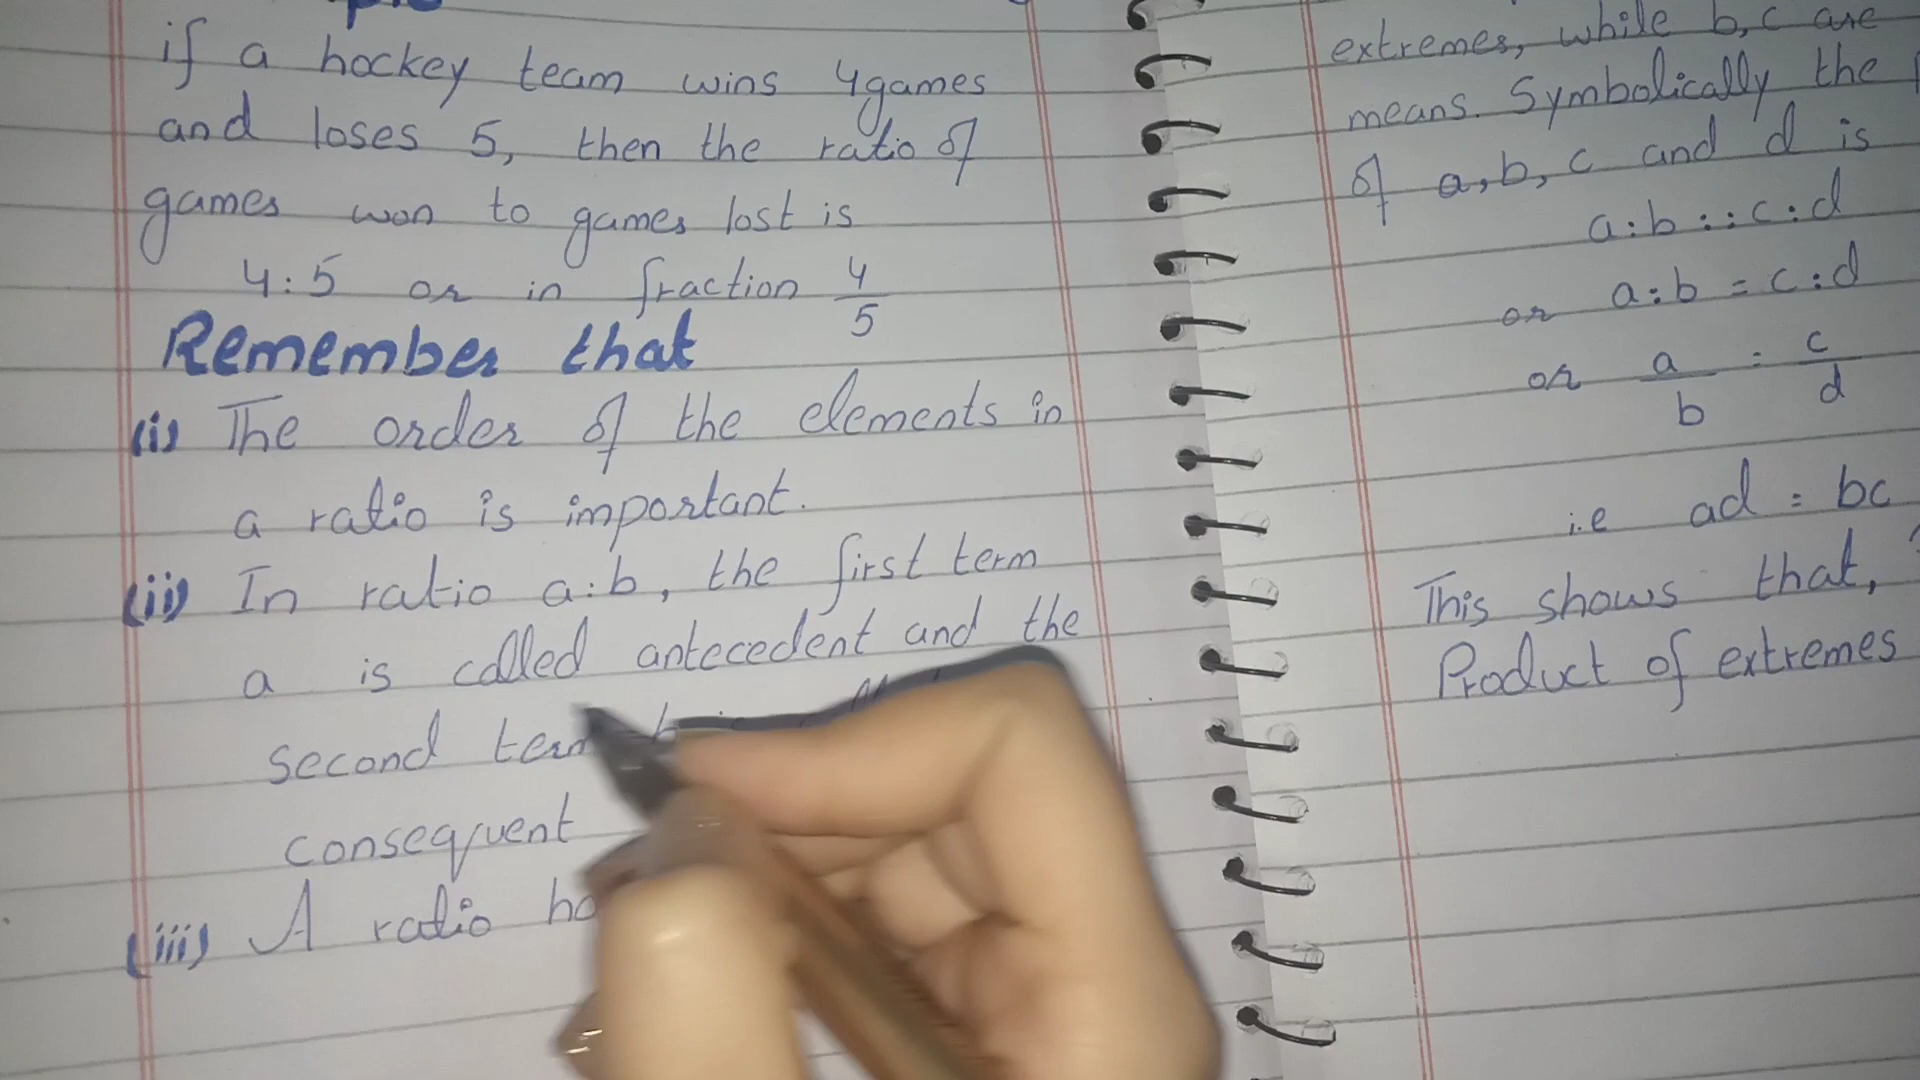 if a hockey team wins 4games
and loses 5, then the ratio of
games won to games lost is
4:5 or in fraction 4/5
Remember that
(i) The order of the elements in
a ratio is important.
(ii) In ratio a:b, the first term
a is called antecedent and the
second term b
consequent
(iii) A ratio
extremes, while b,c are
means. Symbolically the
of a,b, c and d is
a:b::c:d
or a:b = c:d
or a/b = c/d
i.e ad = bc
This shows that,
Product of extremes